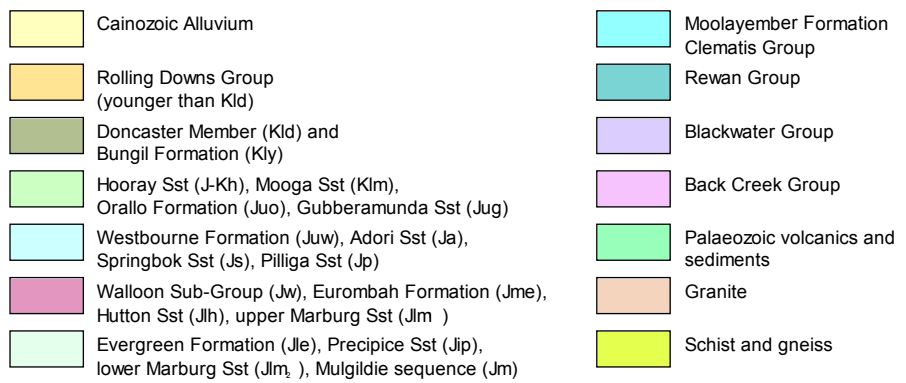 Cainozoic Alluvium
Rolling Downs Group
(younger than Kld)
Doncaster Member (Kld) and
Bungil Formation (Kly)
Hooray Sst (J-Kh), Mooga Sst (Klm),
Orallo Formation (Juo), Gubberamunda Sst (Jug)
Westbourne Formation (Juw), Adori Sst (Ja),
Springbok Sst (Js), Pilliga Sst (Jp)
Walloon Sub-Group (Jw), Eurombah Formation (Jme),
Hutton Sst (Jlh), upper Marburg Sst (Jlm )
Evergreen Formation (Jle), Precipice Sst (Jip),
lower Marburg Sst (Jlm₂ ), Mulgildie sequence (Jm)
Moolayember Formation
Clematis Group
Rewan Group
Blackwater Group
Back Creek Group
Palaeozoic volcanics and
sediments
Granite
Schist and gneiss